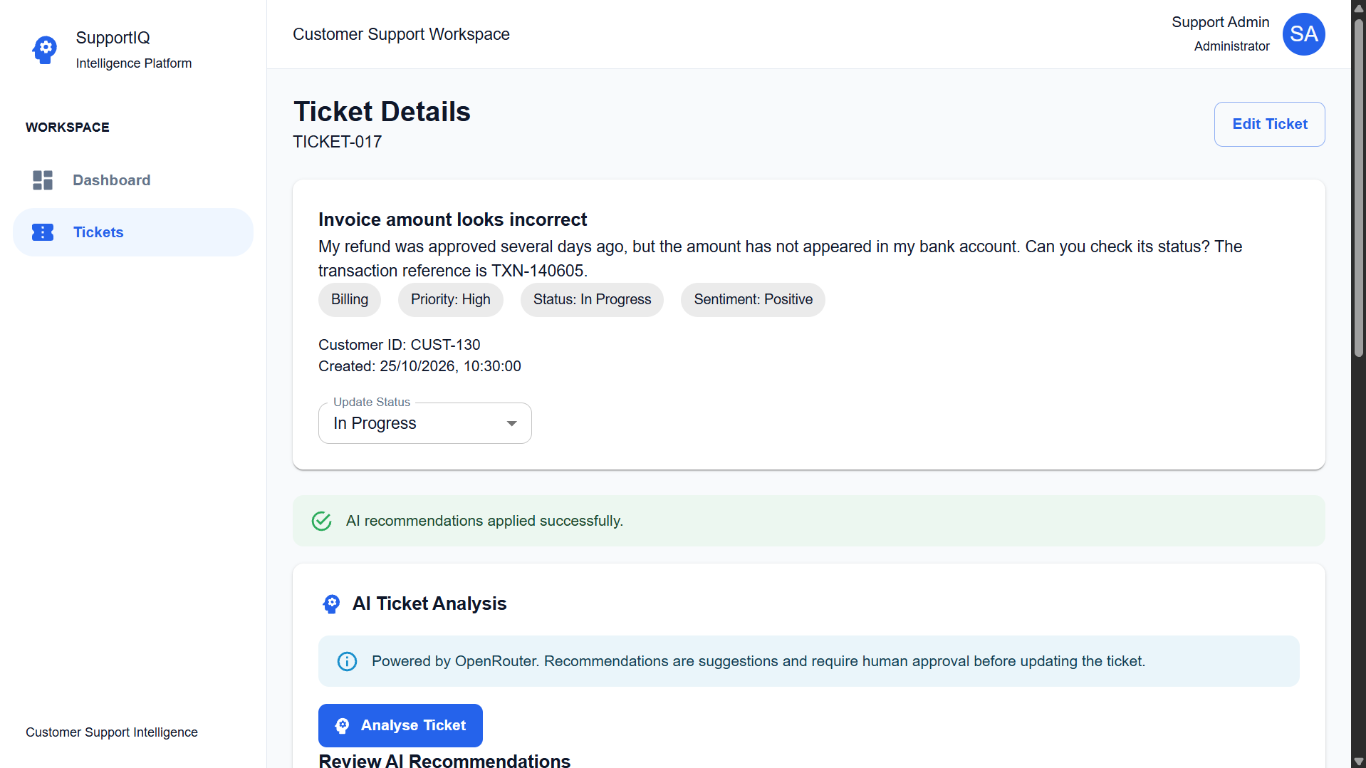 SupportIQ
Intelligence Platform
WORKSPACE
Dashboard
Tickets
Customer Support Intelligence
Customer Support Workspace
Support Admin
Administrator
SA
Ticket Details
TICKET-017
Edit Ticket
Invoice amount looks incorrect
My refund was approved several days ago, but the amount has not appeared in my bank account. Can you check its status? The
transaction reference is TXN-140605.
Billing
Priority: High
Status: In Progress
Sentiment: Positive
Customer ID: CUST-130
Created: 25/10/2026, 10:30:00
Update Status
In Progress
AI recommendations applied successfully.
AI Ticket Analysis
Powered by OpenRouter. Recommendations are suggestions and require human approval before updating the ticket.
Analyse Ticket
Review AI Recommendations